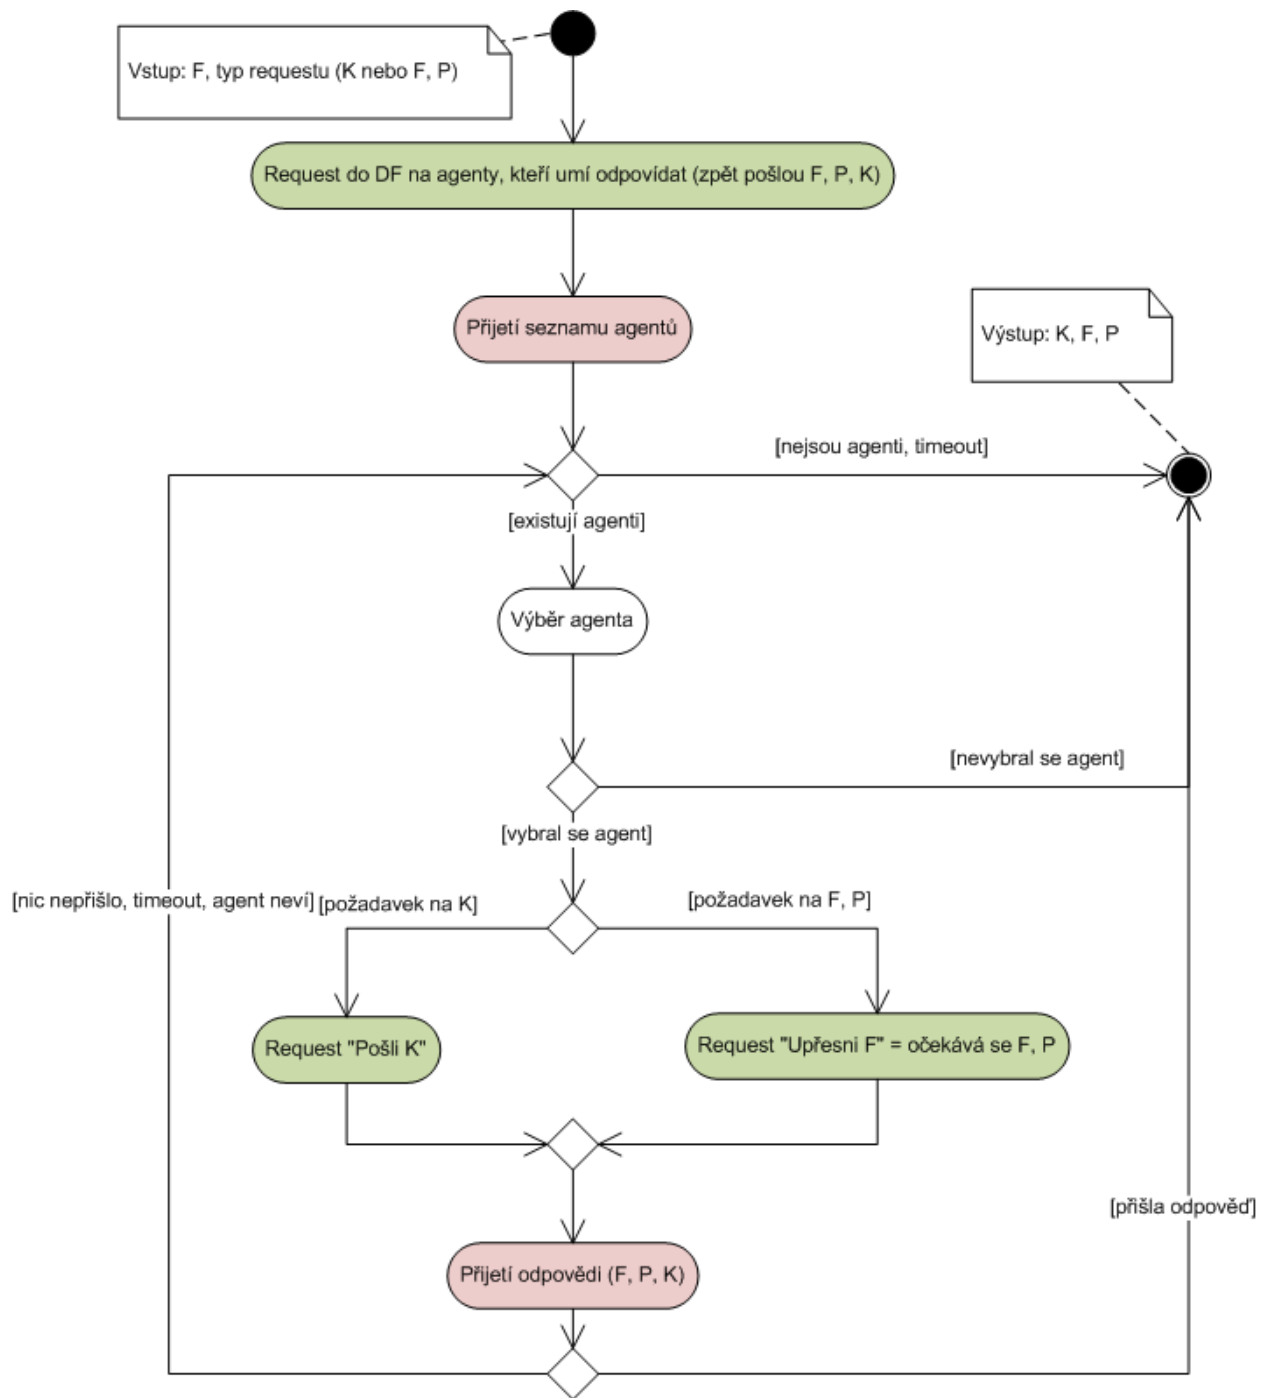 Vstup: F, typ requestu (K nebo F, P)
Request do DF na agenty, kteří umí odpovídat (zpět pošlou F, P, K)
Přijetí seznamu agentů
Výstup: K, F, P
[nejsou agenti, timeout]
[existují agenti]
Výběr agenta
[nevybral se agent]
[vybral se agent]
[nic nepřišlo, timeout, agent neví]
[požadavek na K]
[požadavek na F, P]
Request "Pošli K"
Request "Upřesni F" = očekává se F, P
[přišla odpověď]
Přijetí odpovědi (F, P, K)